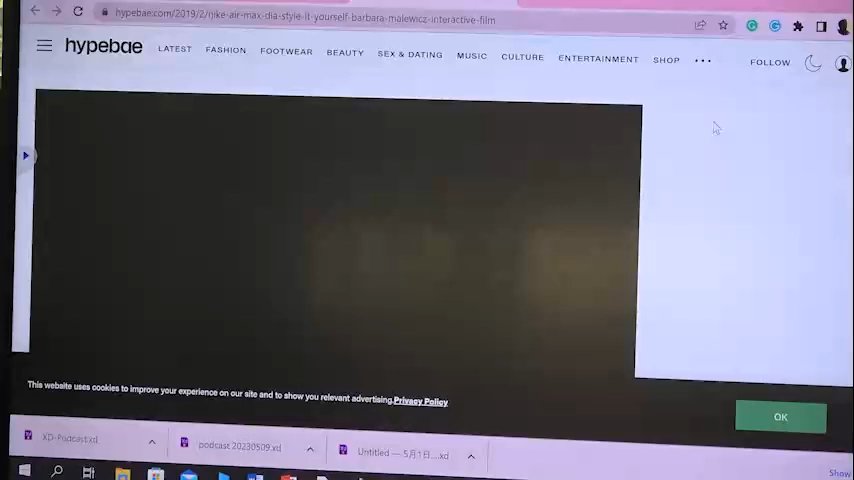 hypebae.com/2019/2/nike-air-max-dia-style-it-yourself-barbara-malewicz-interactive-film
hypebae LATEST FASHION FOOTWEAR BEAUTY SEX & DATING MUSIC CULTURE ENTERTAINMENT SHOP ••• FOLLOW
This website uses cookies to improve your experience on our site and to show you relevant advertising.Privacy Policy
OK
XD-Podcast.xd podcast 20230509.xd Untitled — 5月1日....xd
Show